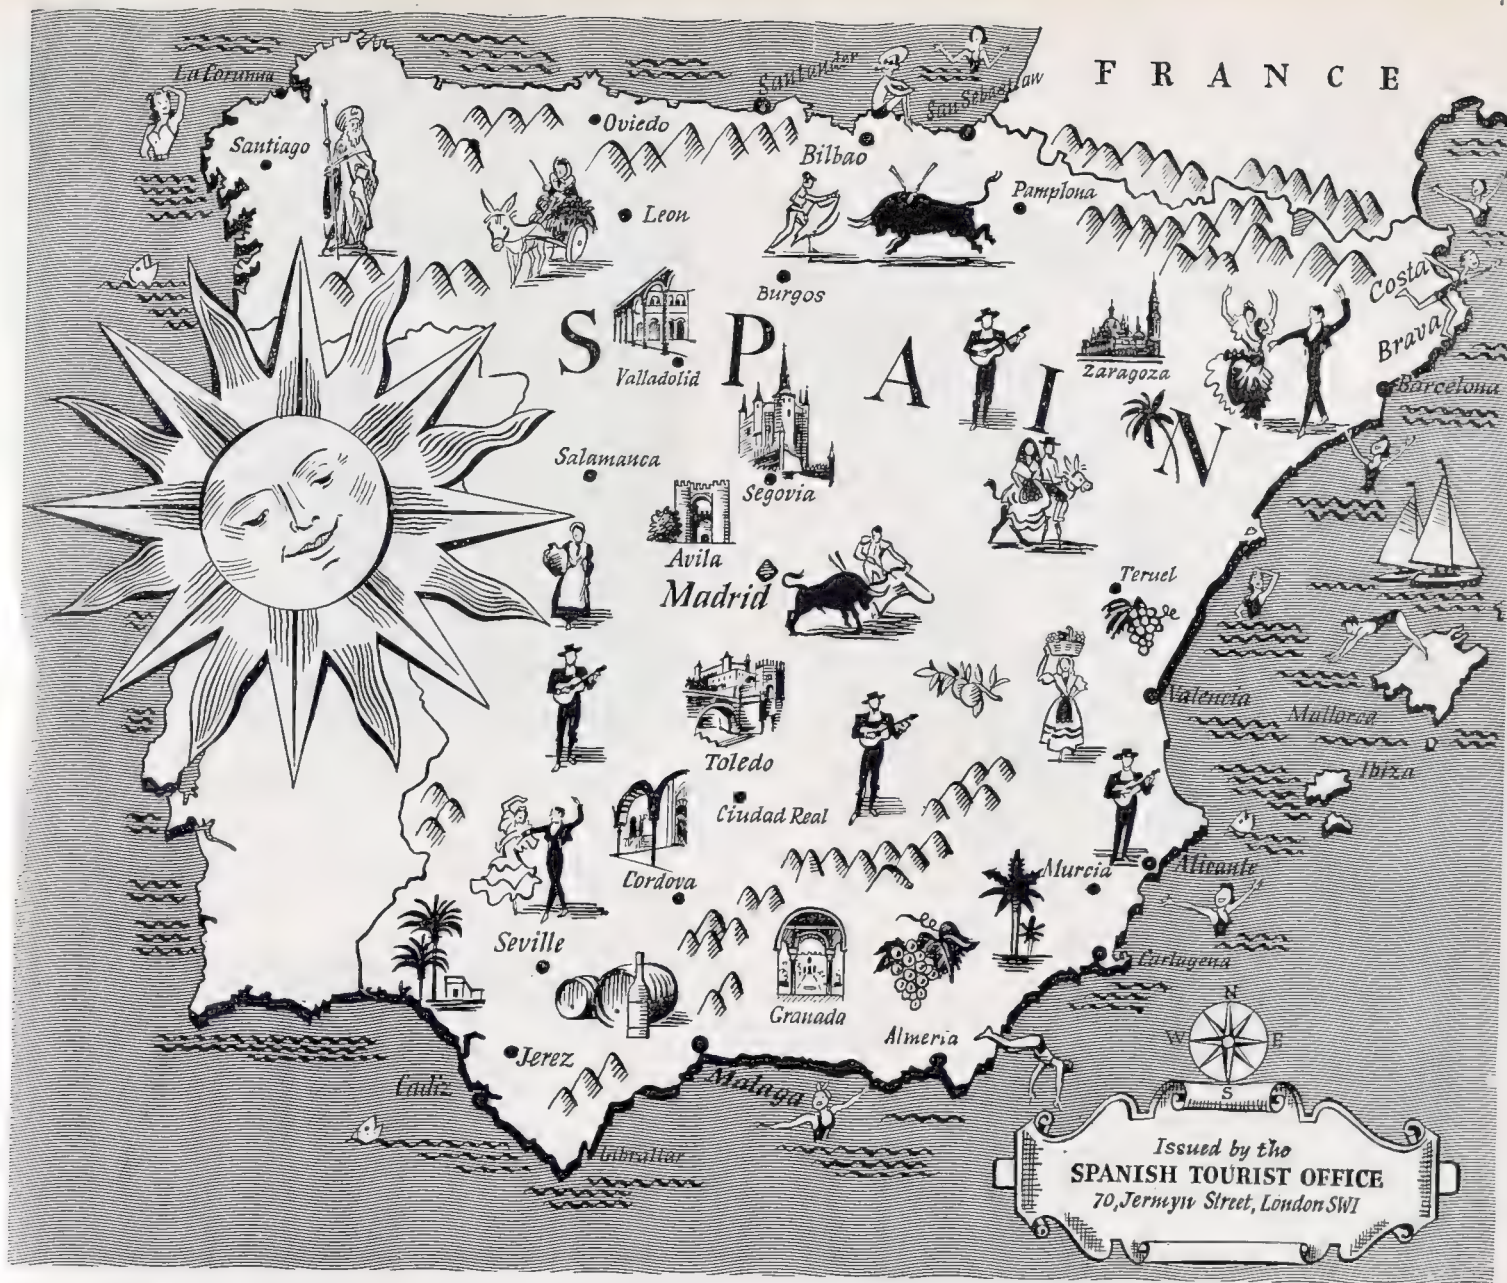 FRANCE
La Corunna
Santander
San Sebastian
Oviedo
Santiago
Bilbao
Pamplona
Leon
Costa
Brava
Burgos
SPAIN
Valladolid
Zaragoza
Barcelona
Salamanca
Segovia
Avila
Madrid
Teruel
Valencia
Mallorca
Toledo
Ibiza
Ciudad Real
Cordova
Murcia
Alicante
Seville
Cartagena
Granada
Almeria
Jerez
Cadiz
Malaga
Gibraltar
N
W E
S
Issued by the
SPANISH TOURIST OFFICE
70, Jermyn Street, London SW1